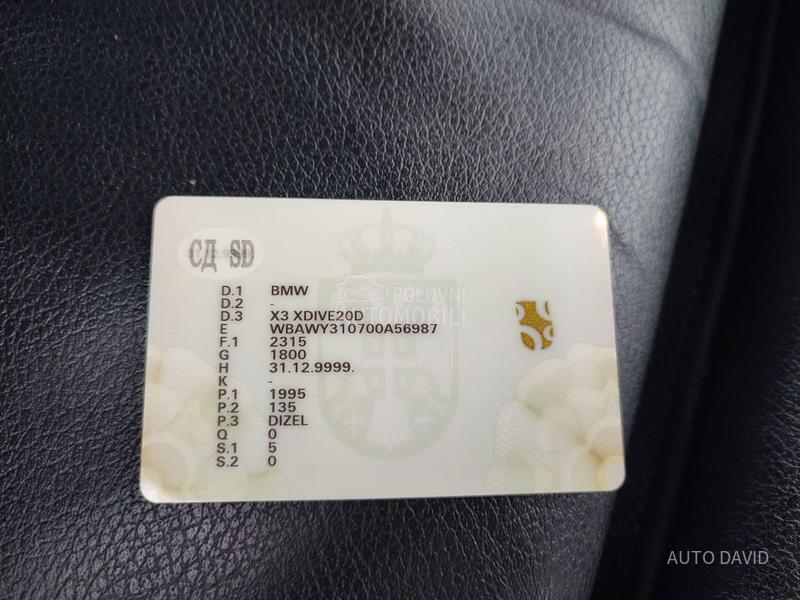 СД SD
D.1 BMW
D.2 -
D.3 X3 XDIVE20D
E WBAWY310700A56987
F.1 2315
G 1800
H 31.12.9999.
K -
P.1 1995
P.2 135
P.3 DIZEL
Q 0
S.1 5
S.2 0
POLOVNI
AUTOMOBILI
AUTO DAVID